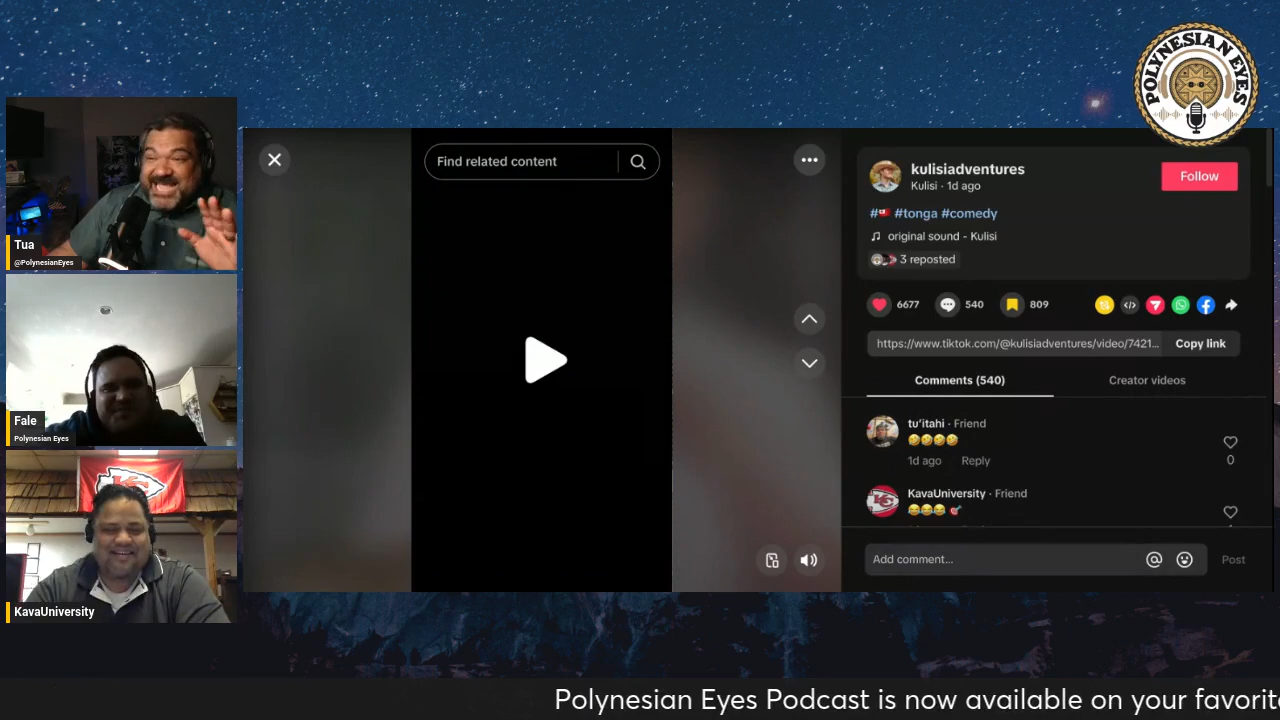 POLYNESIAN EYES
Tua
@PolynesianEyes
Fale
Polynesian Eyes
KavaUniversity
Find related content
kulisiadventures
Kulisi · 1d ago
Follow
#🇹🇴 #tonga #comedy
original sound - Kulisi
3 reposted
6677
540
809
https://www.tiktok.com/@kulisiadventures/video/7421...
Copy link
Comments (540)
Creator videos
tu'itahi · Friend
🤣🤣🤣🤣
1d ago Reply
0
KavaUniversity · Friend
😂😂😂🎯
Add comment...
Post
Polynesian Eyes Podcast is now available on your favorit